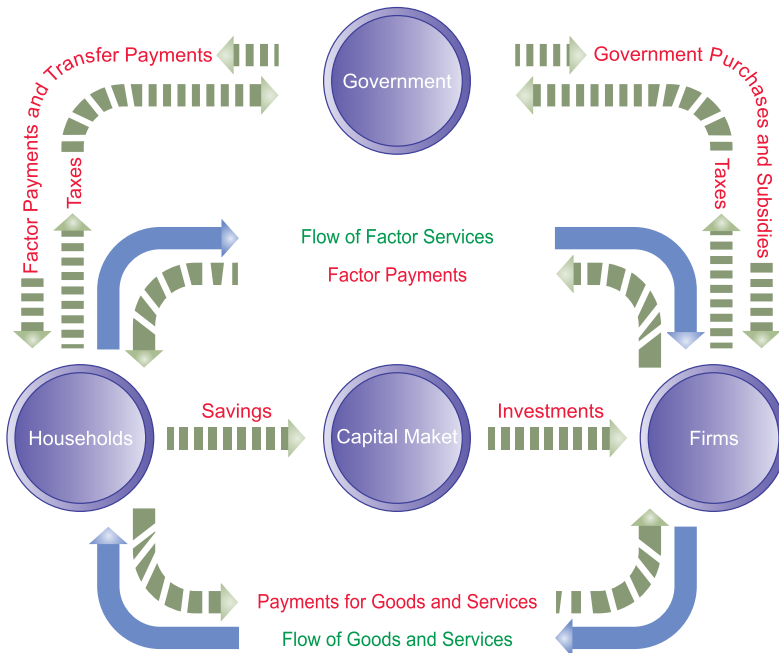 Factor Payments and Transfer Payments
Government
Government Purchases and Subsidies
Taxes
Taxes
Flow of Factor Services
Factor Payments
Households
Savings
Capital Maket
Investments
Firms
Payments for Goods and Services
Flow of Goods and Services